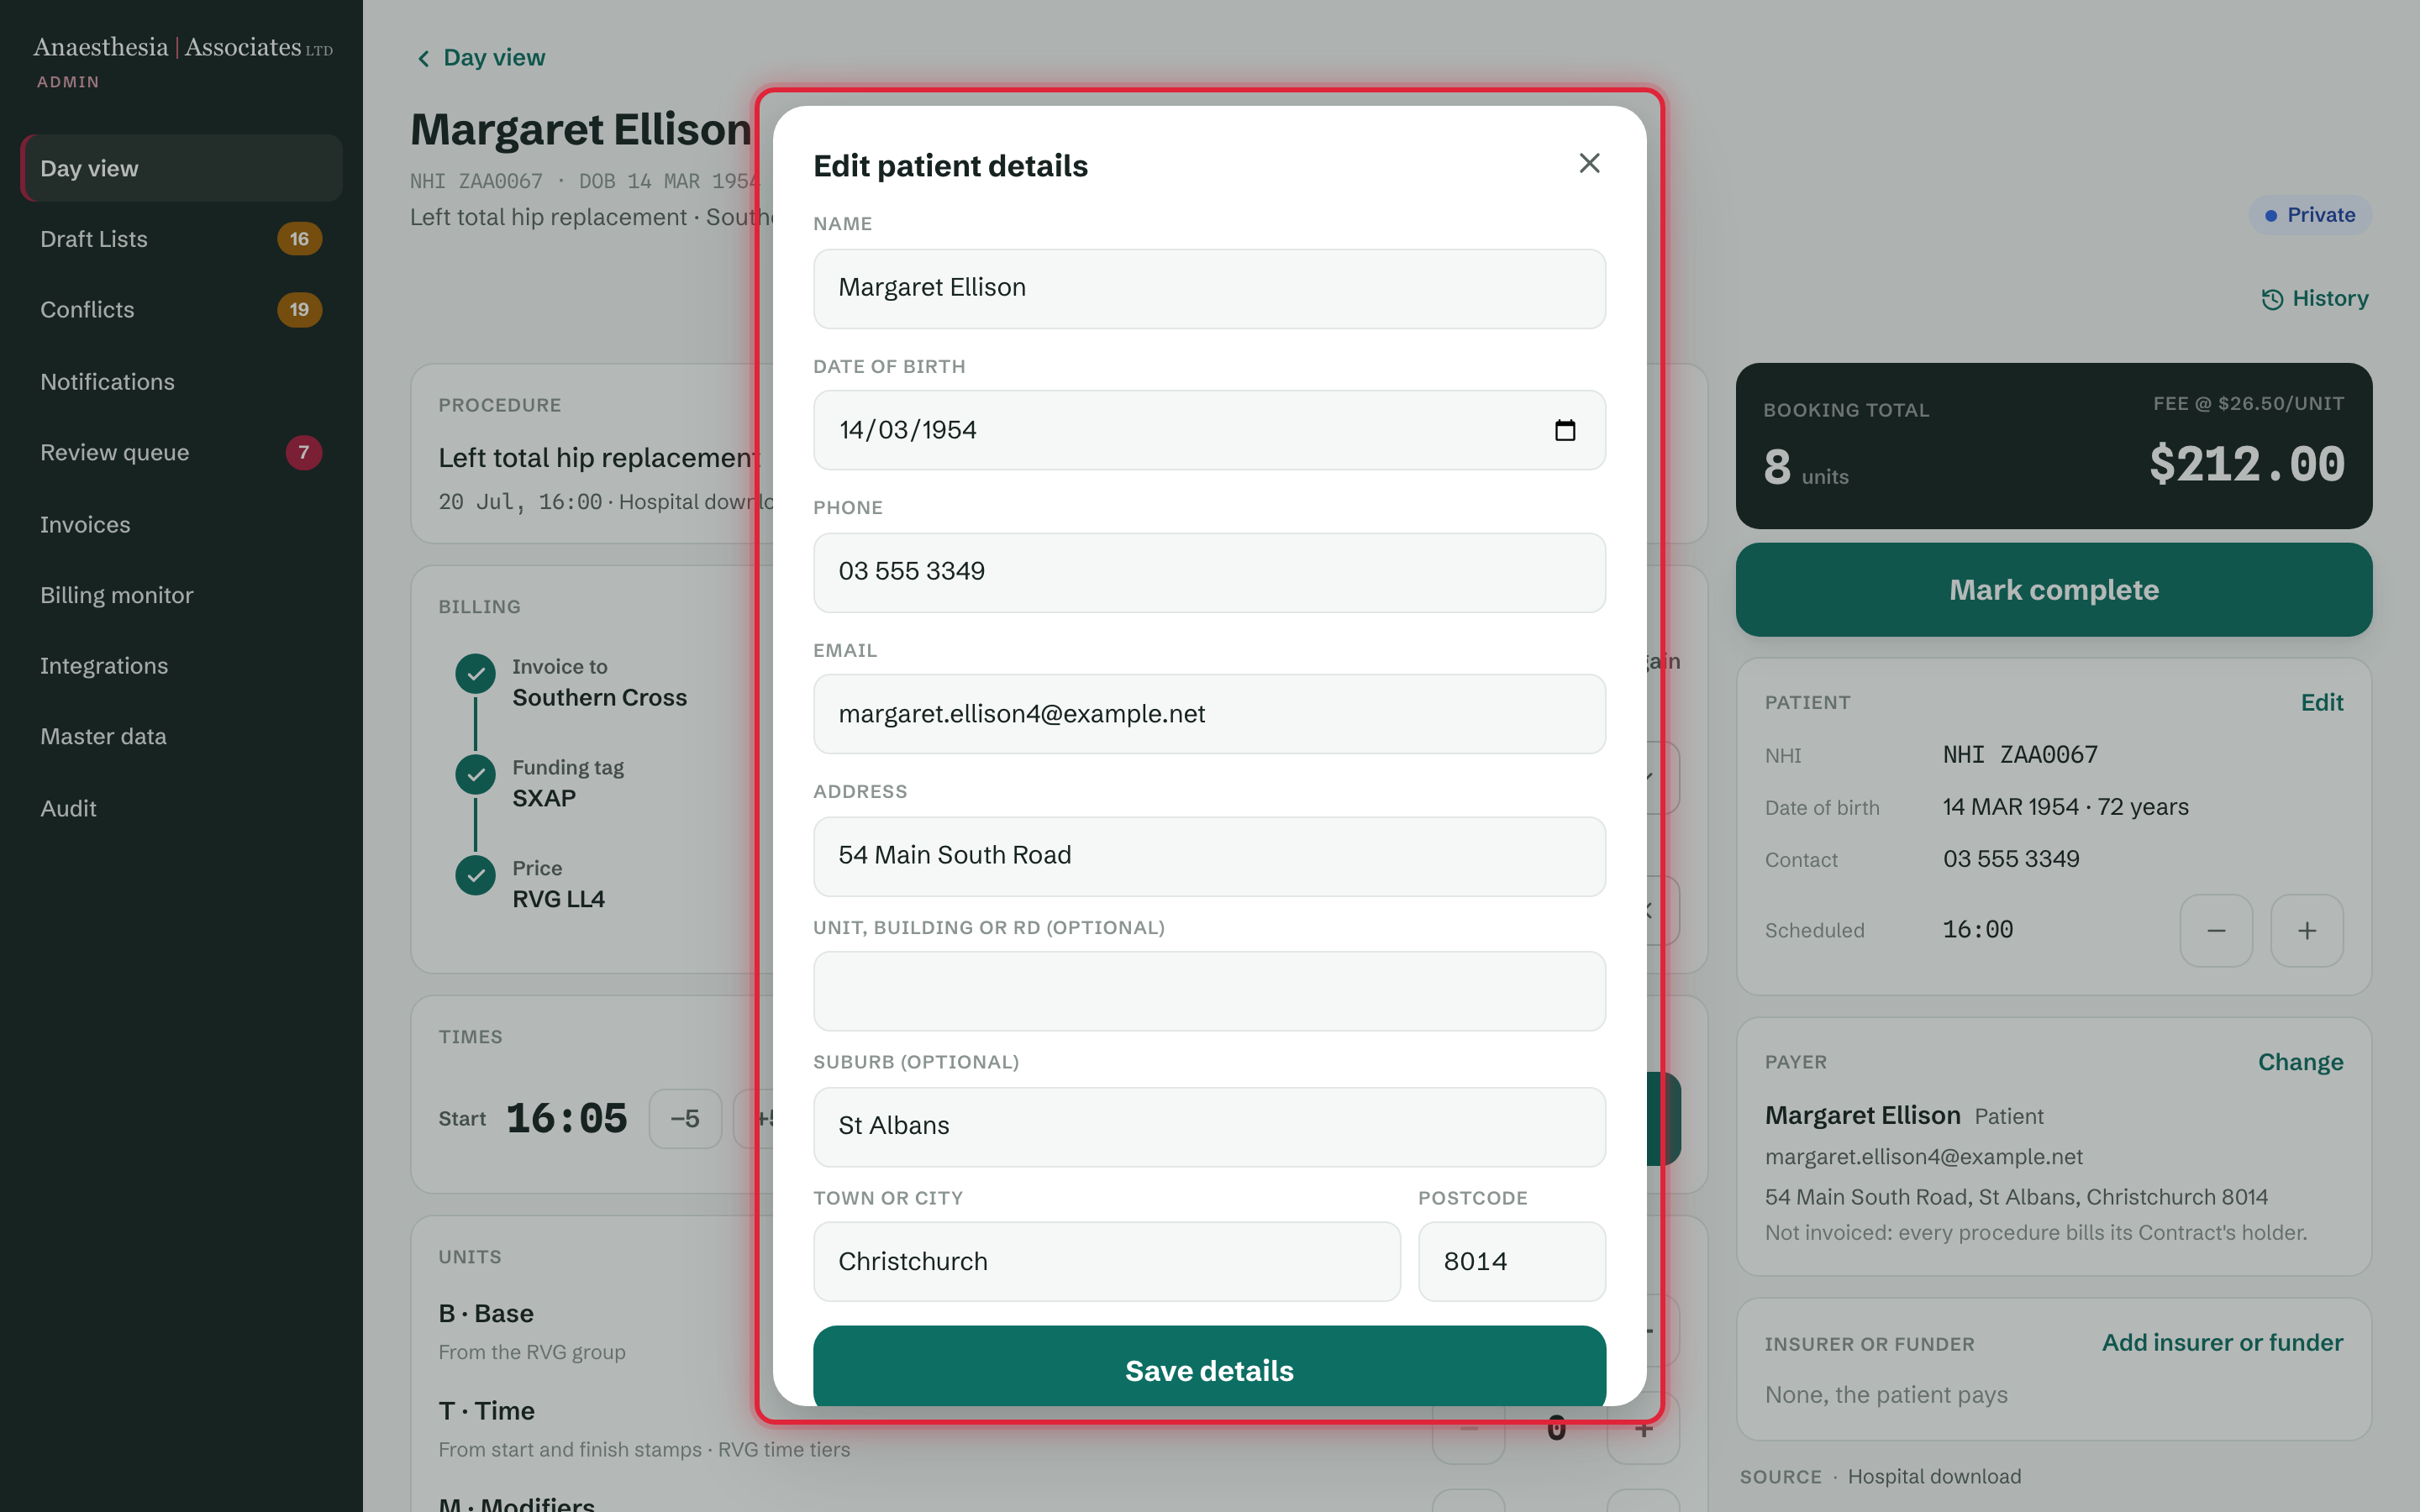 Anaesthesia | Associates LTD
ADMIN
Day view
Draft Lists 16
Conflicts 19
Notifications
Review queue 7
Invoices
Billing monitor
Integrations
Master data
Audit
Day view
Margaret Ellison
NHI ZAA0067 · DOB 14 MAR 1954
Left total hip replacement ·
Private
History
PROCEDURE
Left total hip replacement
20 Jul, 16:00 · Hospital
BILLING
Invoice to
Southern Cross
Funding tag
SXAP
Price
RVG LL4
TIMES
Start 16:05 −5
UNITS
B · Base
From the RVG group
T · Time
From start and finish stamps · RVG time tiers
− 0 +
M · Modifiers
Edit patient details
NAME
Margaret Ellison
DATE OF BIRTH
14/03/1954
PHONE
03 555 3349
EMAIL
margaret.ellison4@example.net
ADDRESS
54 Main South Road
UNIT, BUILDING OR RD (OPTIONAL)
SUBURB (OPTIONAL)
St Albans
TOWN OR CITY POSTCODE
Christchurch 8014
Save details
BOOKING TOTAL FEE @ $26.50/UNIT
8 units $212.00
Mark complete
PATIENT Edit
NHI NHI ZAA0067
Date of birth 14 MAR 1954 · 72 years
Contact 03 555 3349
Scheduled 16:00 − +
PAYER Change
Margaret Ellison Patient
margaret.ellison4@example.net
54 Main South Road, St Albans, Christchurch 8014
Not invoiced: every procedure bills its Contract's holder.
INSURER OR FUNDER Add insurer or funder
None, the patient pays
SOURCE · Hospital download